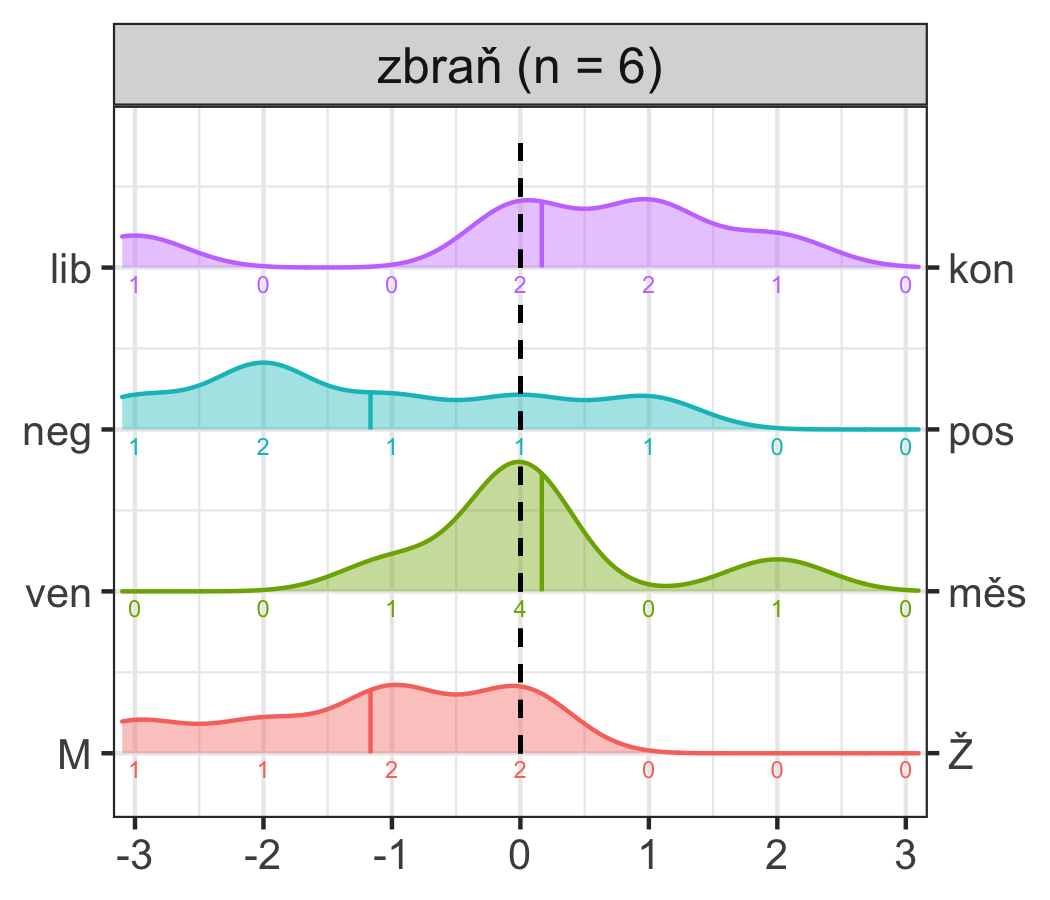 zbraň (n = 6)
lib kon
1 0 0 2 2 1 0
neg pos
1 2 1 1 1 0 0
ven měs
0 0 1 4 0 1 0
M Ž
1 1 2 2 0 0 0
-3 -2 -1 0 1 2 3